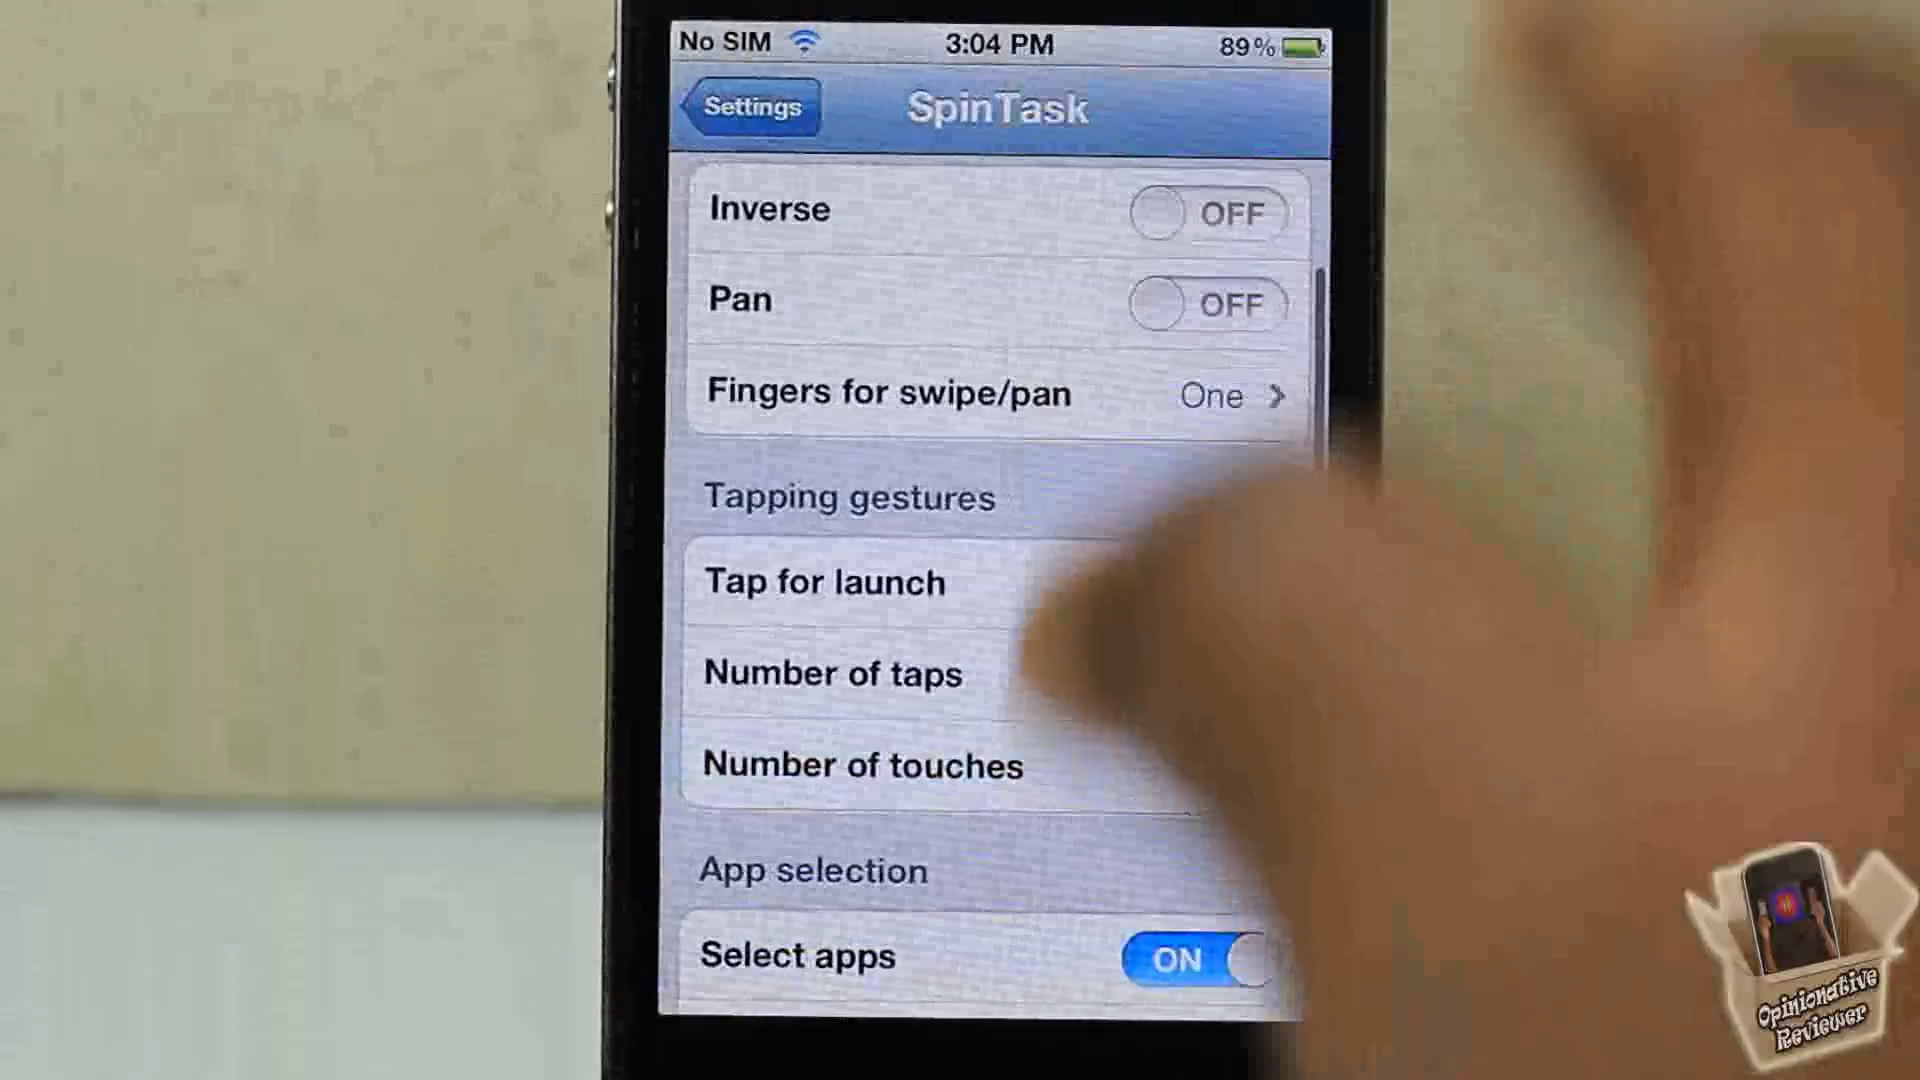 No SIM 3:04 PM 89%
Settings SpinTask
Inverse OFF
Pan OFF
Fingers for swipe/pan One
Tapping gestures
Tap for launch
Number of taps
Number of touches
App selection
Select apps ON
Opinionative
Reviewer